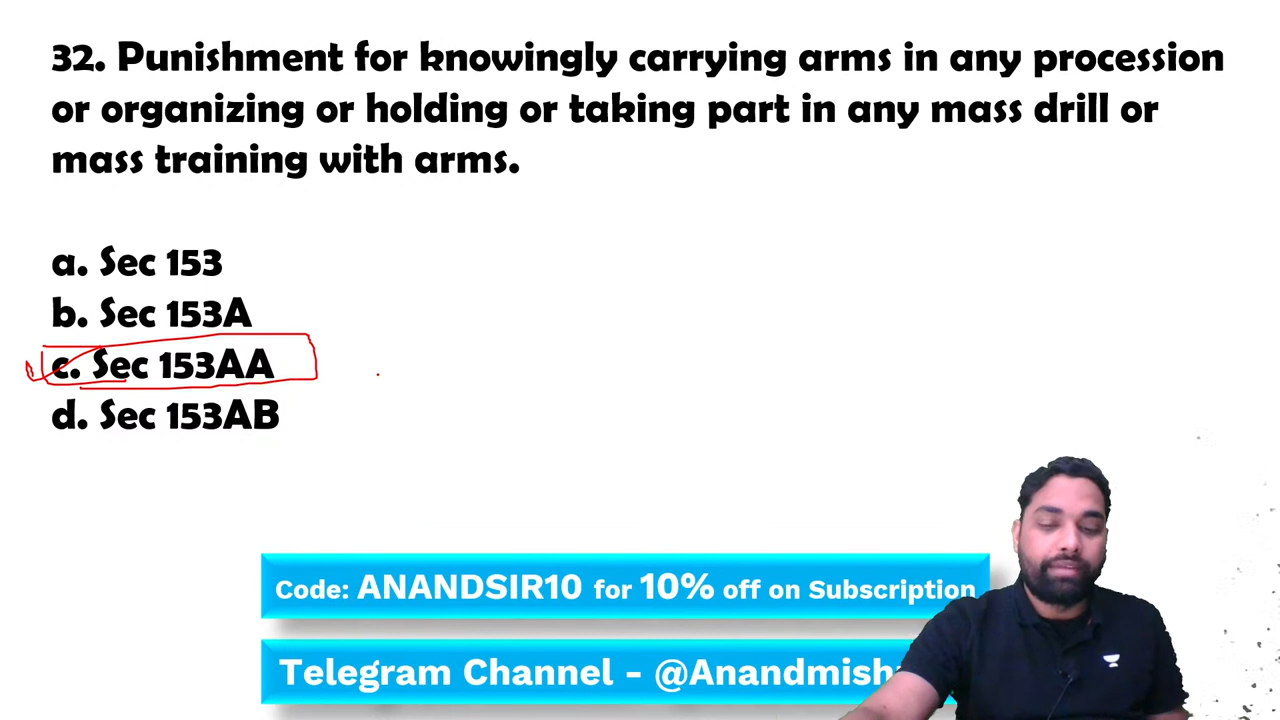 32. Punishment for knowingly carrying arms in any procession
or organizing or holding or taking part in any mass drill or
mass training with arms.
a. Sec 153
b. Sec 153A
c. Sec 153AA
d. Sec 153AB
Code: ANANDSIR10 for 10% off on Subscription
Telegram Channel -